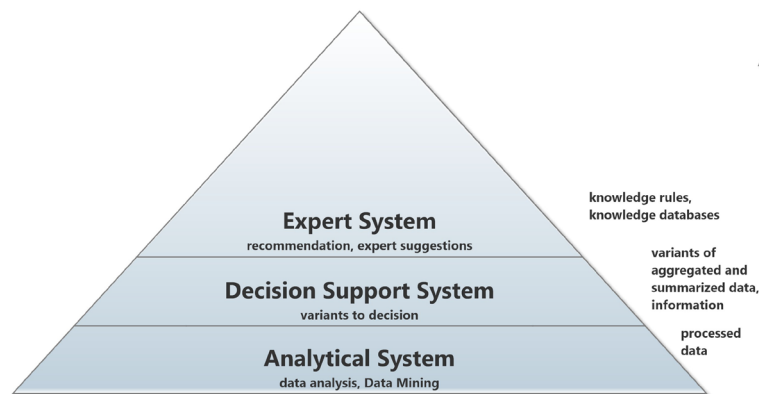 knowledge rules,
knowledge databases
Expert System
recommendation, expert suggestions
variants of
aggregated and
summarized data,
information
Decision Support System
variants to decision
processed
data
Analytical System
data analysis, Data Mining